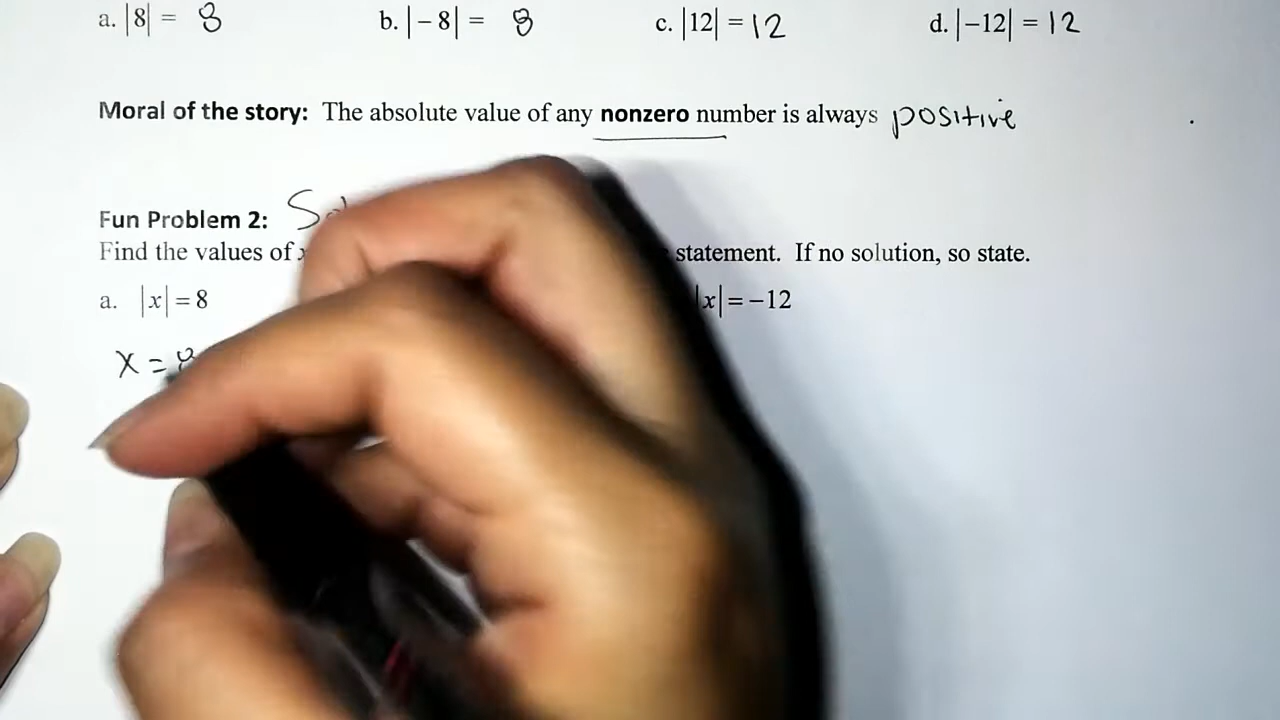 a. |8| = 8 b. |-8| = 8 c. |12| = 12 d. |-12| = 12
Moral of the story: The absolute value of any nonzero number is always positive .
Fun Problem 2:
Find the values of statement. If no solution, so state.
a. |x| = 8 |x| = -12
x = 8